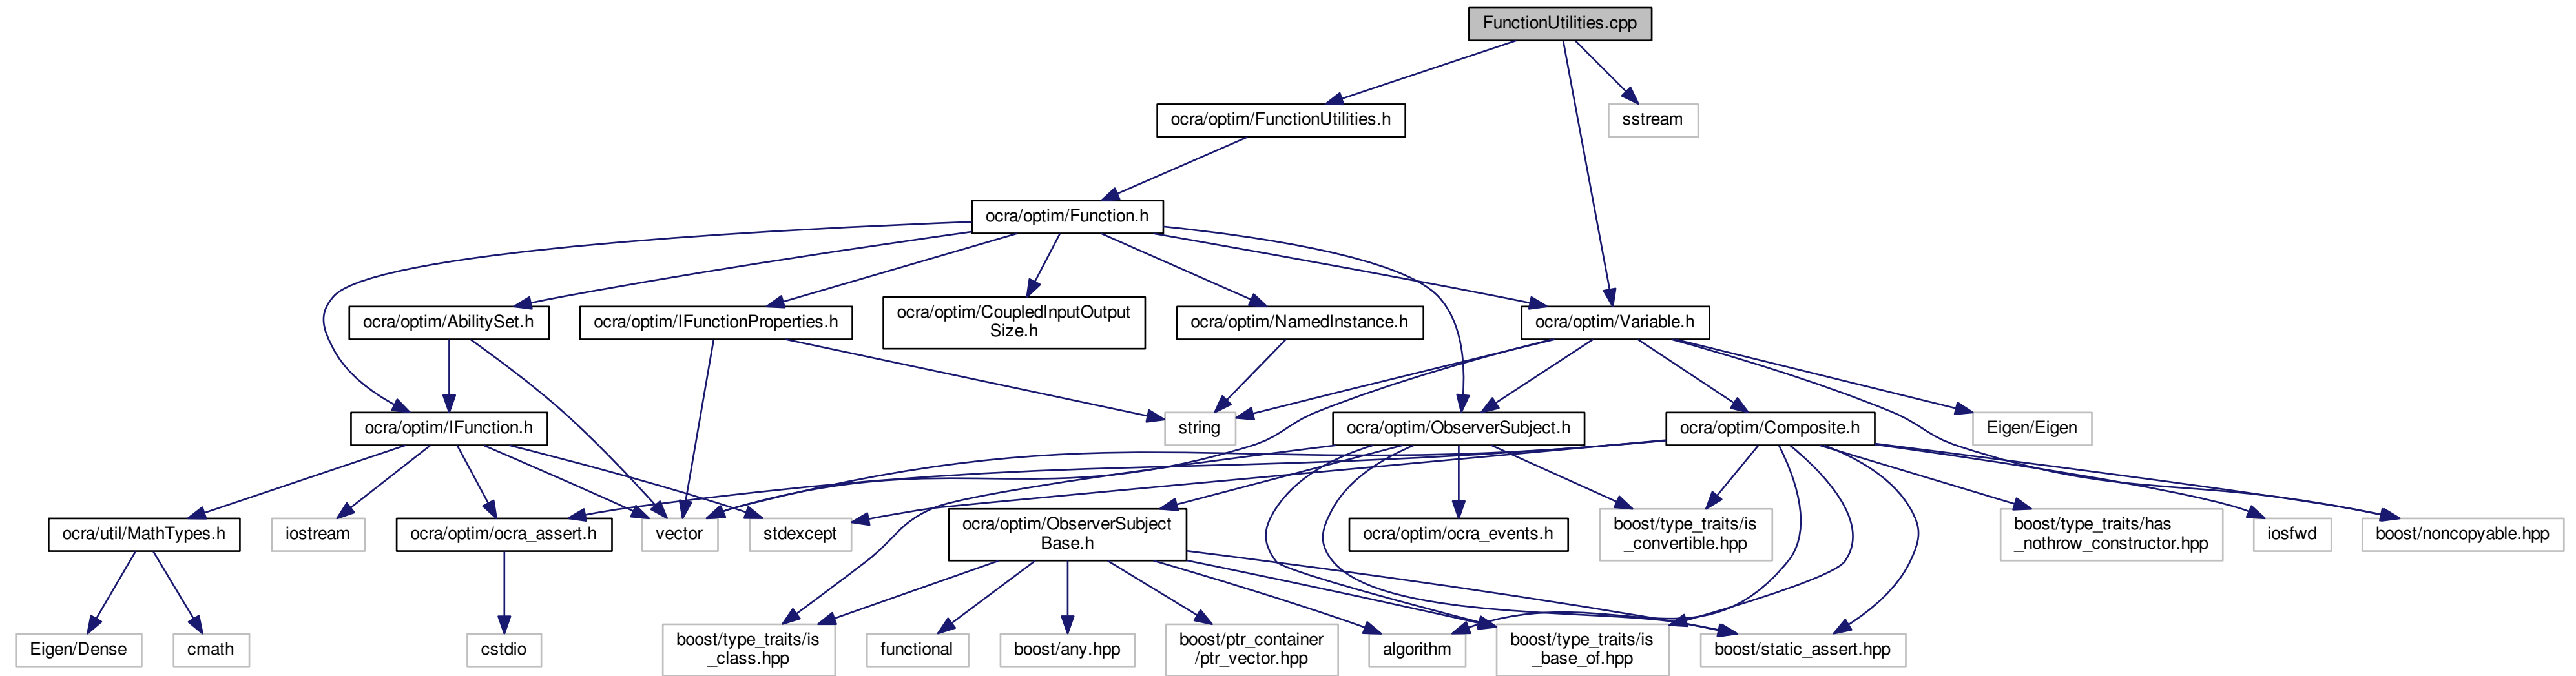 FunctionUtilities.cpp
ocra/optim/FunctionUtilities.h
sstream
ocra/optim/Function.h
ocra/optim/AbilitySet.h
ocra/optim/IFunctionProperties.h
ocra/optim/CoupledInputOutput
Size.h
ocra/optim/NamedInstance.h
ocra/optim/Variable.h
ocra/optim/IFunction.h
string
ocra/optim/ObserverSubject.h
ocra/optim/Composite.h
Eigen/Eigen
ocra/util/MathTypes.h
iostream
ocra/optim/ocra_assert.h
vector
stdexcept
ocra/optim/ObserverSubject
Base.h
ocra/optim/ocra_events.h
boost/type_traits/is
_convertible.hpp
boost/type_traits/has
_nothrow_constructor.hpp
iosfwd
boost/noncopyable.hpp
Eigen/Dense
cmath
cstdio
boost/type_traits/is
_class.hpp
functional
boost/any.hpp
boost/ptr_container
/ptr_vector.hpp
algorithm
boost/type_traits/is
_base_of.hpp
boost/static_assert.hpp